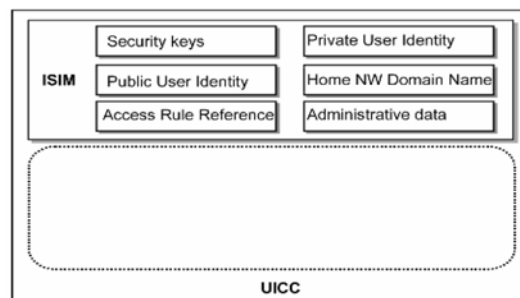 Security keys
Private User Identity
ISIM
Public User Identity
Home NW Domain Name
Access Rule Reference
Administrative data
UICC